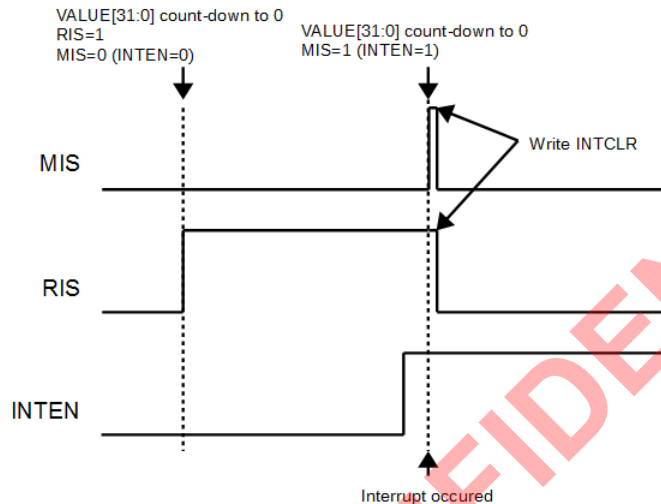 VALUE[31:0] count-down to 0
RIS=1
MIS=0 (INTEN=0)
VALUE[31:0] count-down to 0
MIS=1 (INTEN=1)
Write INTCLR
MIS
RIS
INTEN
Interrupt occured
FIDEN